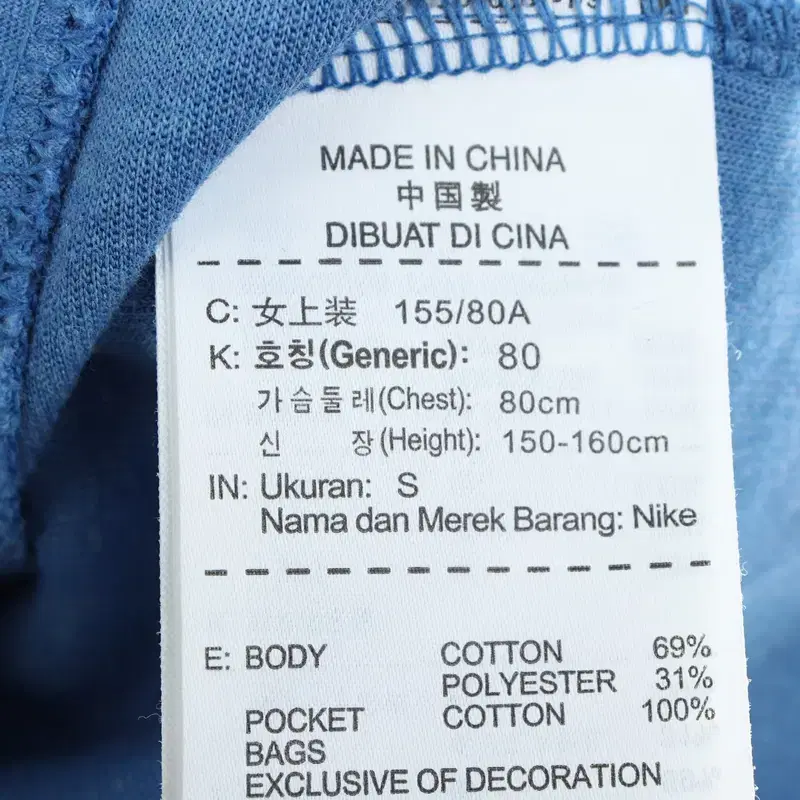 MADE IN CHINA
中国製
DIBUAT DI CINA
C: 女上装 155/80A
K: 호칭(Generic): 80
가슴둘레(Chest): 80cm
신 장(Height): 150-160cm
IN: Ukuran: S
Nama dan Merek Barang: Nike
E: BODY COTTON 69%
POLYESTER 31%
POCKET COTTON 100%
BAGS
EXCLUSIVE OF DECORATION